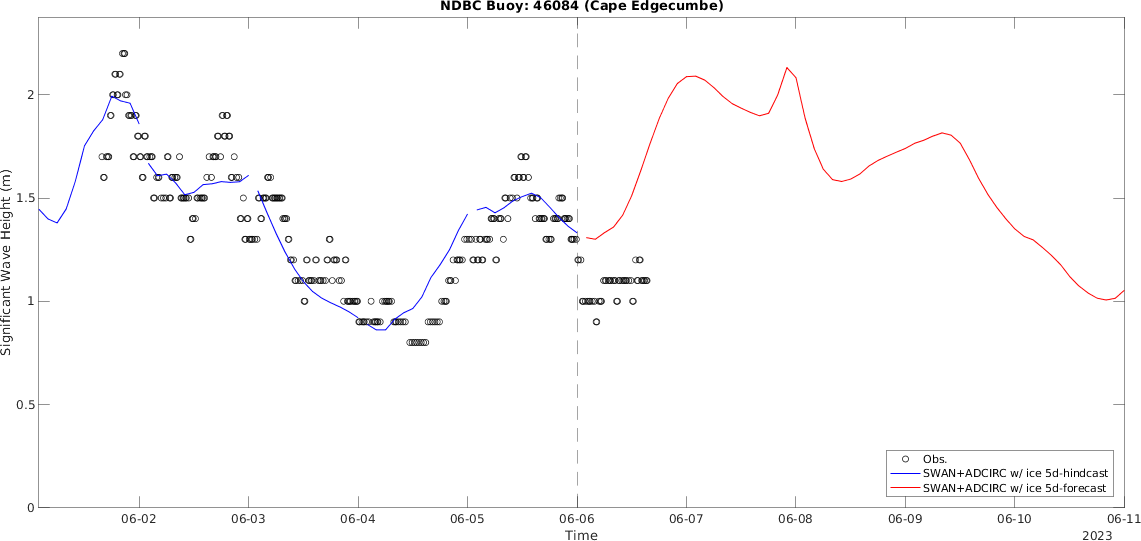 NDBC Buoy: 46084 (Cape Edgecumbe)
Significant Wave Height (m)
2
1.5
1
0.5
0
Obs.
SWAN+ADCIRC w/ ice 5d-hindcast
SWAN+ADCIRC w/ ice 5d-forecast
06-02
06-03
06-04
06-05
06-06
06-07
06-08
06-09
06-10
06-11
Time
2023